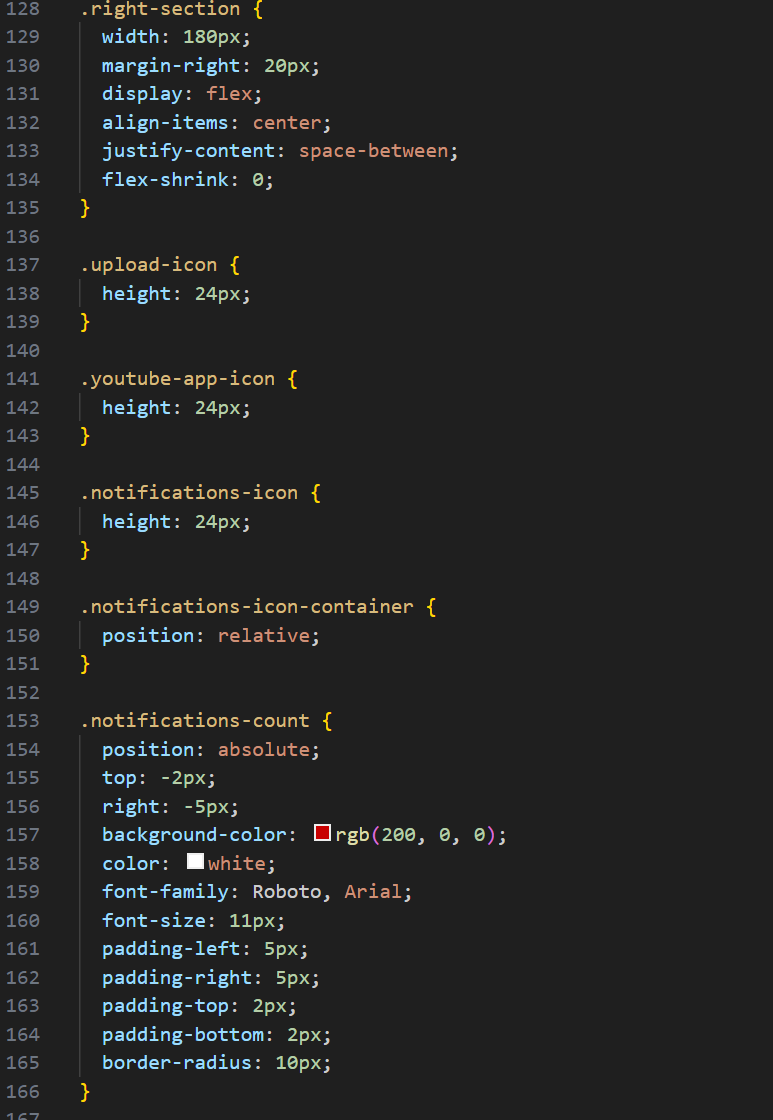 128 .right-section {
129   width: 180px;
130   margin-right: 20px;
131   display: flex;
132   align-items: center;
133   justify-content: space-between;
134   flex-shrink: 0;
135 }
136
137 .upload-icon {
138   height: 24px;
139 }
140
141 .youtube-app-icon {
142   height: 24px;
143 }
144
145 .notifications-icon {
146   height: 24px;
147 }
148
149 .notifications-icon-container {
150   position: relative;
151 }
152
153 .notifications-count {
154   position: absolute;
155   top: -2px;
156   right: -5px;
157   background-color: rgb(200, 0, 0);
158   color: white;
159   font-family: Roboto, Arial;
160   font-size: 11px;
161   padding-left: 5px;
162   padding-right: 5px;
163   padding-top: 2px;
164   padding-bottom: 2px;
165   border-radius: 10px;
166 }
167